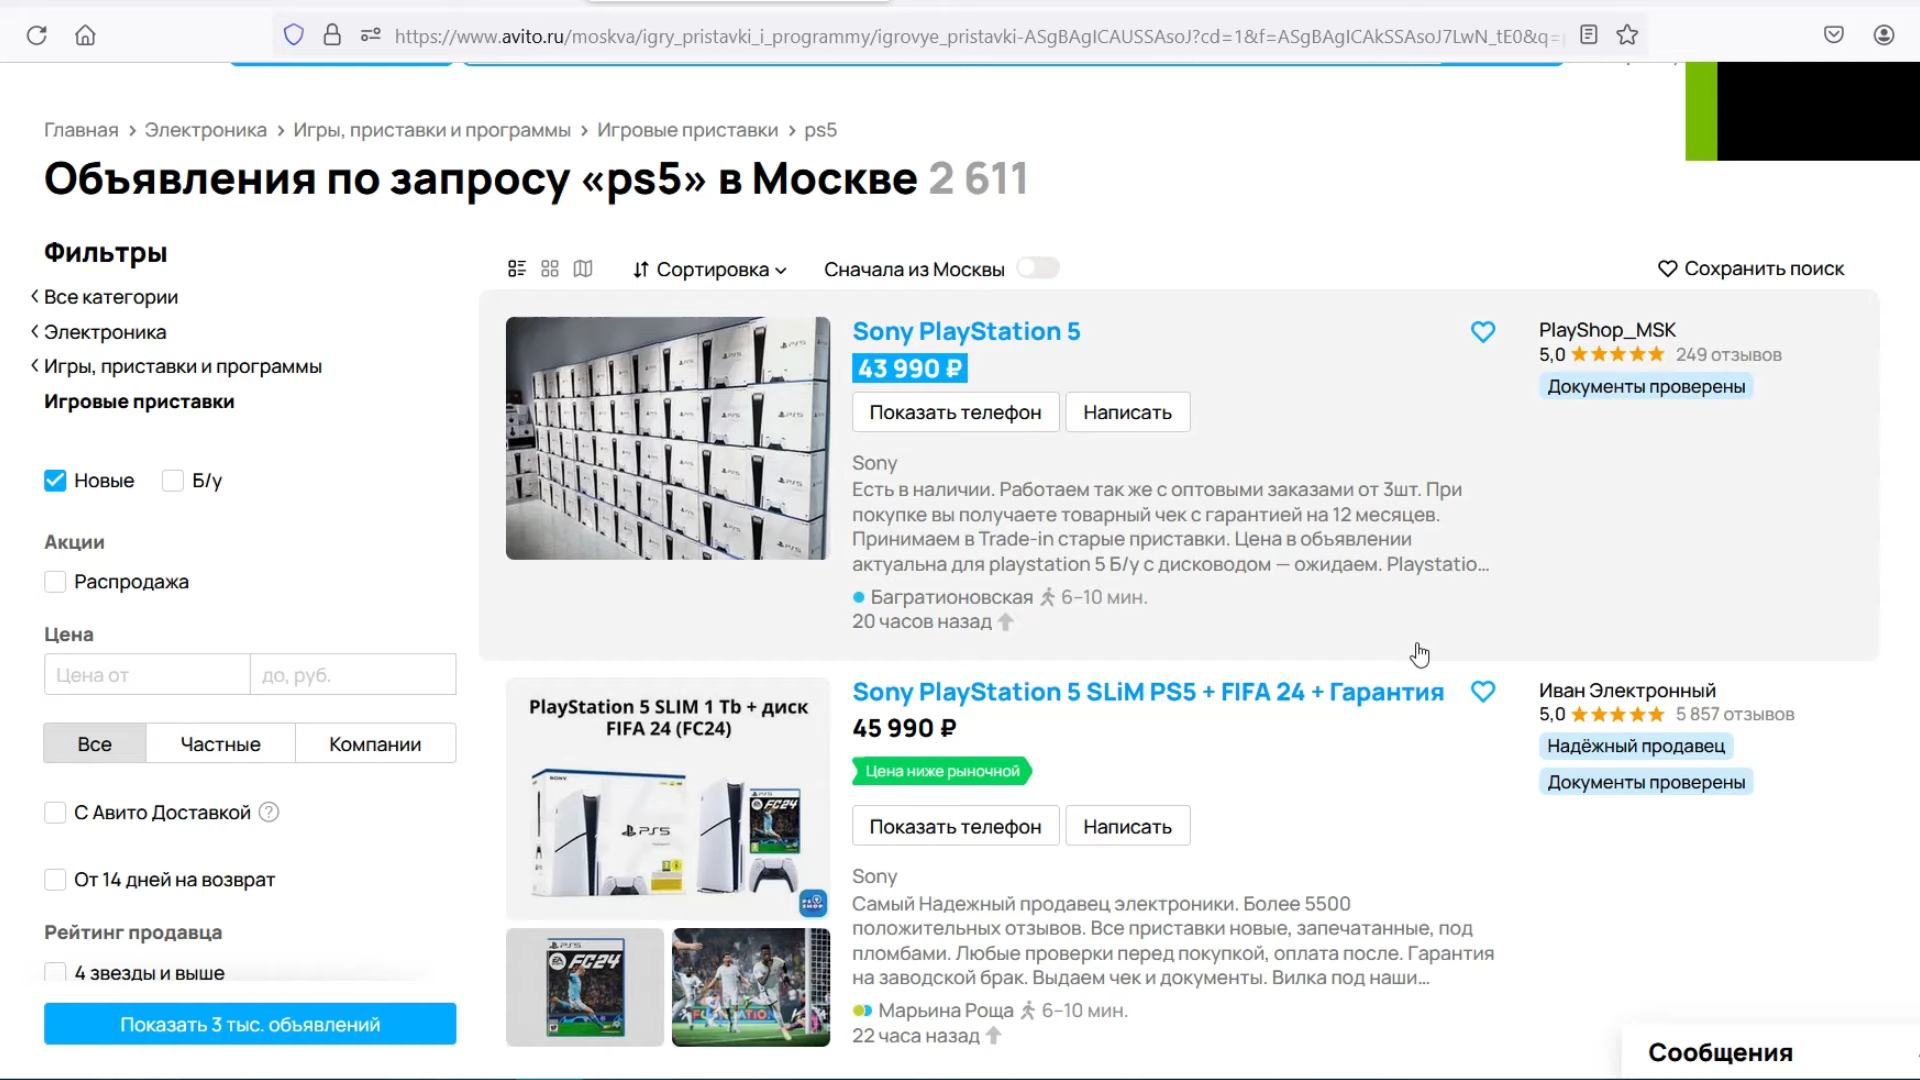 https://www.avito.ru/moskva/igry_pristavki_i_programmy/igrovye_pristavki-ASgBAgICAUSSAsoJ?cd=1&f=ASgBAgICAkSSAsoJ7LwN_tE0&q=
Главная > Электроника > Игры, приставки и программы > Игровые приставки > ps5
Объявления по запросу «ps5» в Москве 2 611
Фильтры
Все категории
Электроника
Игры, приставки и программы
Игровые приставки
Новые
Б/у
Акции
Распродажа
Цена
Цена от
до, руб.
Все
Частные
Компании
С Авито Доставкой ?
От 14 дней на возврат
Рейтинг продавца
4 звезды и выше
Показать 3 тыс. объявлений
Сортировка
Сначала из Москвы
Сохранить поиск
Sony PlayStation 5
43 990 ₽
Показать телефон
Написать
Sony
Есть в наличии. Работаем так же с оптовыми заказами от 3шт. При
покупке вы получаете товарный чек с гарантией на 12 месяцев.
Принимаем в Trade-in старые приставки. Цена в объявлении
актуальна для playstation 5 Б/у с дисководом — ожидаем. Playstatio...
Багратионовская 6–10 мин.
20 часов назад
PlayShop_MSK
5,0 249 отзывов
Документы проверены
PlayStation 5 SLIM 1 Tb + диск
FIFA 24 (FC24)
SONY
PS5
FC24
PS5
FC24
Sony PlayStation 5 SLiM PS5 + FIFA 24 + Гарантия
45 990 ₽
Цена ниже рыночной
Показать телефон
Написать
Sony
Самый Надежный продавец электроники. Более 5500
положительных отзывов. Все приставки новые, запечатанные, под
пломбами. Любые проверки перед покупкой, оплата после. Гарантия
на заводской брак. Выдаем чек и документы. Вилка под наши...
Марьина Роща 6–10 мин.
22 часа назад
Иван Электронный
5,0 5 857 отзывов
Надёжный продавец
Документы проверены
Сообщения